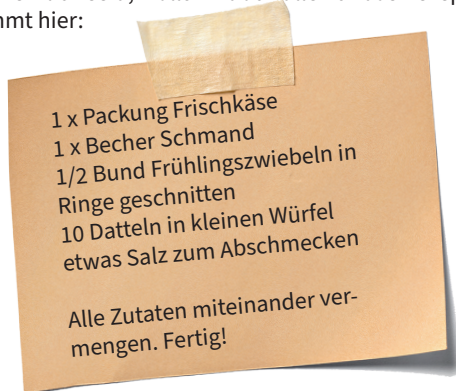 mmt hier:
1 x Packung Frischkäse
1 x Becher Schmand
1/2 Bund Frühlingszwiebeln in
Ringe geschnitten
10 Datteln in kleinen Würfel
etwas Salz zum Abschmecken
Alle Zutaten miteinander ver-
mengen. Fertig!